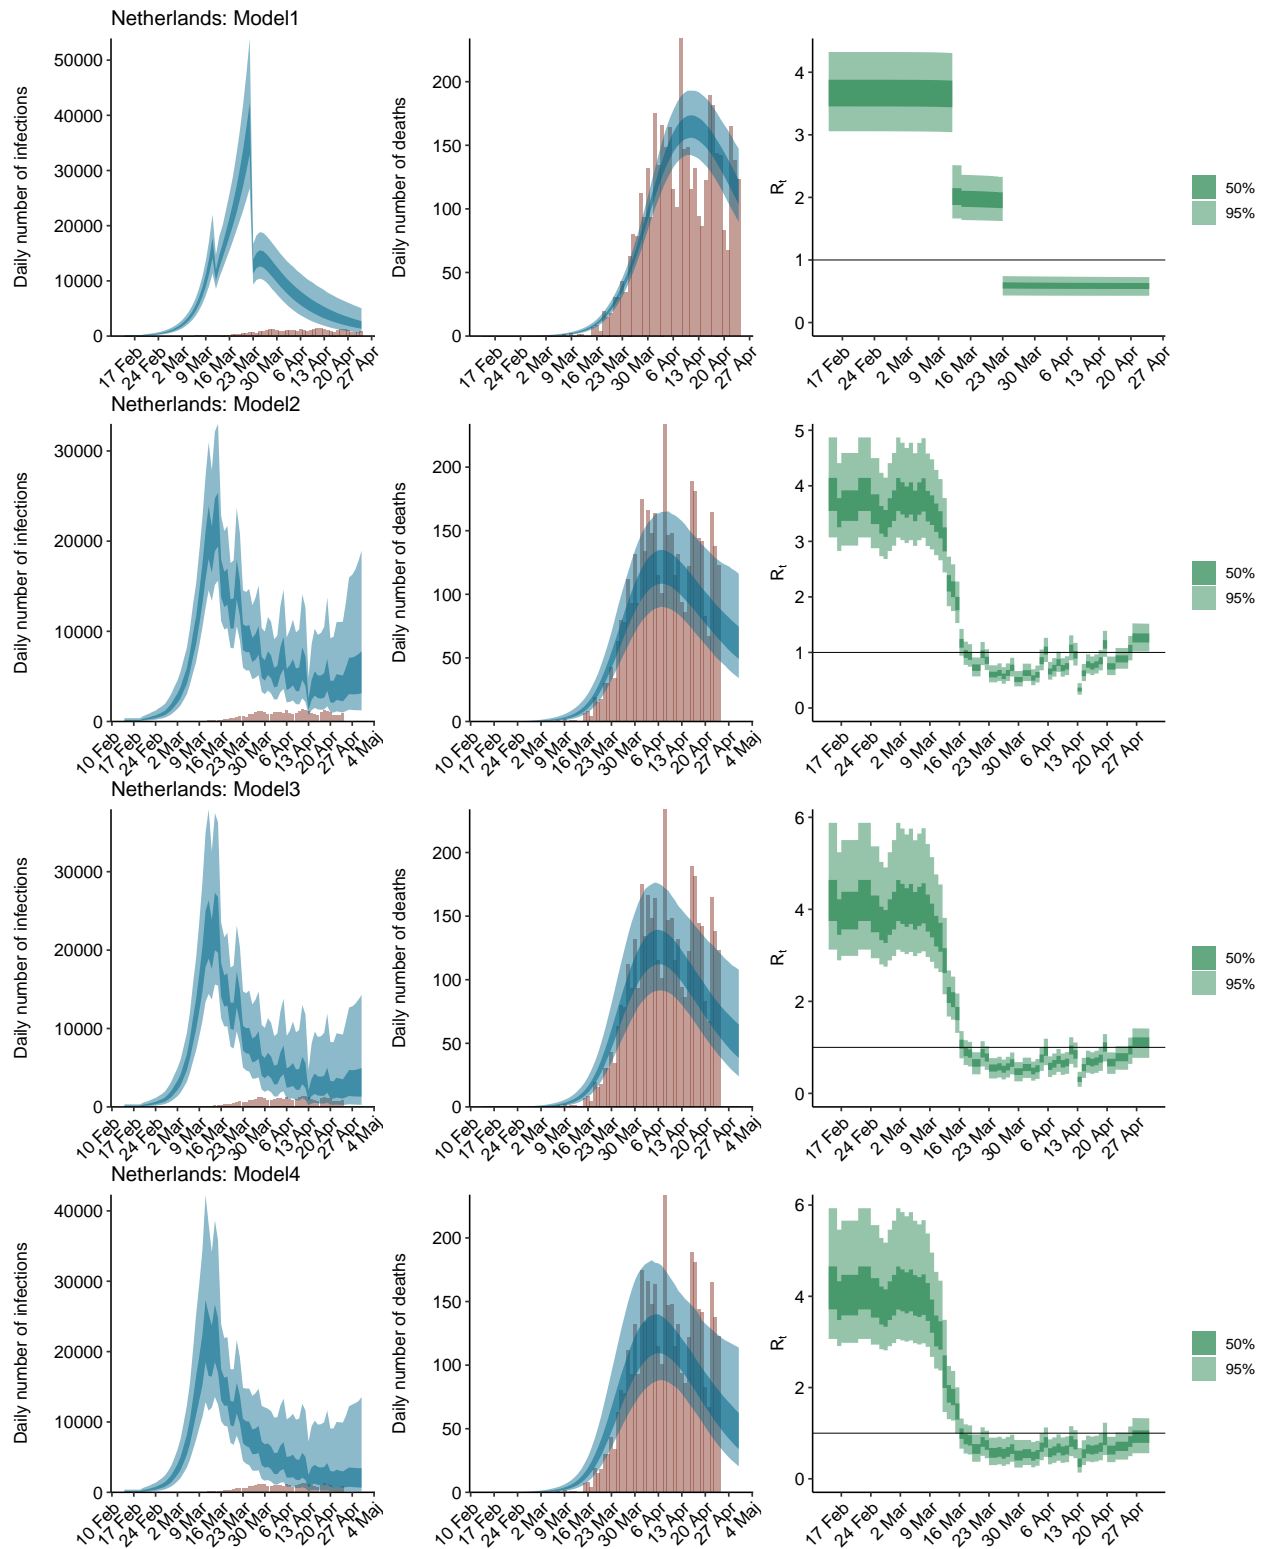 Netherlands: Model1
Daily number of infections
50000
40000
30000
20000
10000
0
17 Feb
24 Feb
2 Mar
9 Mar
16 Mar
23 Mar
30 Mar
6 Apr
13 Apr
20 Apr
27 Apr
Daily number of deaths
200
150
100
50
0
17 Feb
24 Feb
2 Mar
9 Mar
16 Mar
23 Mar
30 Mar
6 Apr
13 Apr
20 Apr
27 Apr
Rt
4
3
2
1
0
17 Feb
24 Feb
2 Mar
9 Mar
16 Mar
23 Mar
30 Mar
6 Apr
13 Apr
20 Apr
27 Apr
50%
95%
Netherlands: Model2
Daily number of infections
30000
20000
10000
0
10 Feb
17 Feb
24 Feb
2 Mar
9 Mar
16 Mar
23 Mar
30 Mar
6 Apr
13 Apr
20 Apr
27 Apr
4 Maj
Daily number of deaths
200
150
100
50
0
10 Feb
17 Feb
24 Feb
2 Mar
9 Mar
16 Mar
23 Mar
30 Mar
6 Apr
13 Apr
20 Apr
27 Apr
4 Maj
Rt
5
4
3
2
1
0
17 Feb
24 Feb
2 Mar
9 Mar
16 Mar
23 Mar
30 Mar
6 Apr
13 Apr
20 Apr
27 Apr
50%
95%
Netherlands: Model3
Daily number of infections
30000
20000
10000
0
10 Feb
17 Feb
24 Feb
2 Mar
9 Mar
16 Mar
23 Mar
30 Mar
6 Apr
13 Apr
20 Apr
27 Apr
4 Maj
Daily number of deaths
200
150
100
50
0
10 Feb
17 Feb
24 Feb
2 Mar
9 Mar
16 Mar
23 Mar
30 Mar
6 Apr
13 Apr
20 Apr
27 Apr
4 Maj
Rt
6
4
2
0
17 Feb
24 Feb
2 Mar
9 Mar
16 Mar
23 Mar
30 Mar
6 Apr
13 Apr
20 Apr
27 Apr
50%
95%
Netherlands: Model4
Daily number of infections
40000
30000
20000
10000
0
10 Feb
17 Feb
24 Feb
2 Mar
9 Mar
16 Mar
23 Mar
30 Mar
6 Apr
13 Apr
20 Apr
27 Apr
4 Maj
Daily number of deaths
200
150
100
50
0
10 Feb
17 Feb
24 Feb
2 Mar
9 Mar
16 Mar
23 Mar
30 Mar
6 Apr
13 Apr
20 Apr
27 Apr
4 Maj
Rt
6
4
2
0
17 Feb
24 Feb
2 Mar
9 Mar
16 Mar
23 Mar
30 Mar
6 Apr
13 Apr
20 Apr
27 Apr
50%
95%